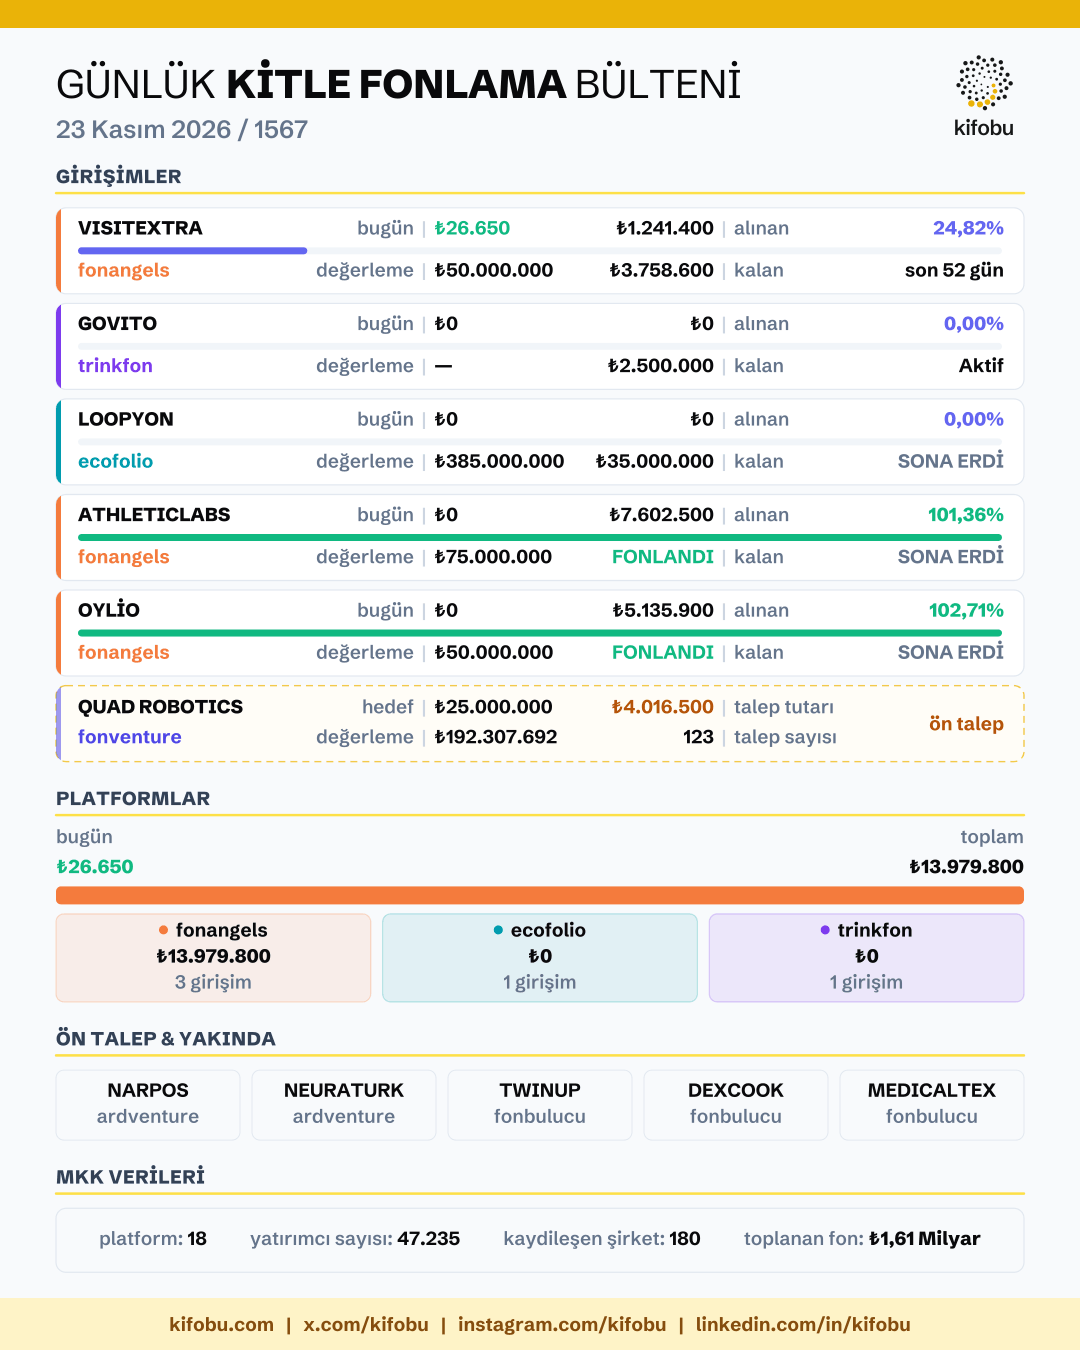 GÜNLÜK KİTLE FONLAMA BÜLTENİ
23 Kasım 2026 / 1567
kifobu
GİRİŞİMLER
VISITEXTRA bugün | ₺26.650 ₺1.241.400 | alınan 24,82%
fonangels değerleme | ₺50.000.000 ₺3.758.600 | kalan son 52 gün
GOVITO bugün | ₺0 ₺0 | alınan 0,00%
trinkfon değerleme | — ₺2.500.000 | kalan Aktif
LOOPYON bugün | ₺0 ₺0 | alınan 0,00%
ecofolio değerleme | ₺385.000.000 ₺35.000.000 | kalan SONA ERDİ
ATHLETICLABS bugün | ₺0 ₺7.602.500 | alınan 101,36%
fonangels değerleme | ₺75.000.000 FONLANDI | kalan SONA ERDİ
OYLİO bugün | ₺0 ₺5.135.900 | alınan 102,71%
fonangels değerleme | ₺50.000.000 FONLANDI | kalan SONA ERDİ
QUAD ROBOTICS hedef | ₺25.000.000 ₺4.016.500 | talep tutarı
ön talep
fonventure değerleme | ₺192.307.692 123 | talep sayısı
PLATFORMLAR
bugün toplam
₺26.650 ₺13.979.800
fonangels ecofolio trinkfon
₺13.979.800 ₺0 ₺0
3 girişim 1 girişim 1 girişim
ÖN TALEP & YAKINDA
NARPOS NEURATURK TWINUP DEXCOOK MEDICALTEX
ardventure ardventure fonbulucu fonbulucu fonbulucu
MKK VERİLERİ
platform: 18 yatırımcı sayısı: 47.235 kaydileşen şirket: 180 toplanan fon: ₺1,61 Milyar
kifobu.com | x.com/kifobu | instagram.com/kifobu | linkedin.com/in/kifobu